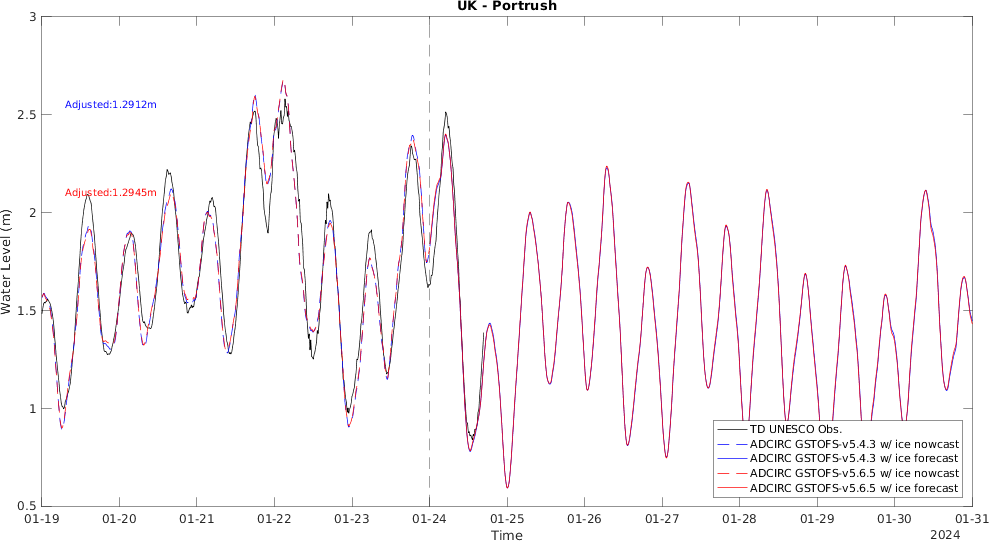 UK - Portrush
3
2.5
2
1.5
1
0.5
Water Level (m)
Adjusted:1.2912m
Adjusted:1.2945m
TD UNESCO Obs.
ADCIRC GSTOFS-v5.4.3 w/ ice nowcast
ADCIRC GSTOFS-v5.4.3 w/ ice forecast
ADCIRC GSTOFS-v5.6.5 w/ ice nowcast
ADCIRC GSTOFS-v5.6.5 w/ ice forecast
01-19 01-20 01-21 01-22 01-23 01-24 01-25 01-26 01-27 01-28 01-29 01-30 01-31
Time
2024